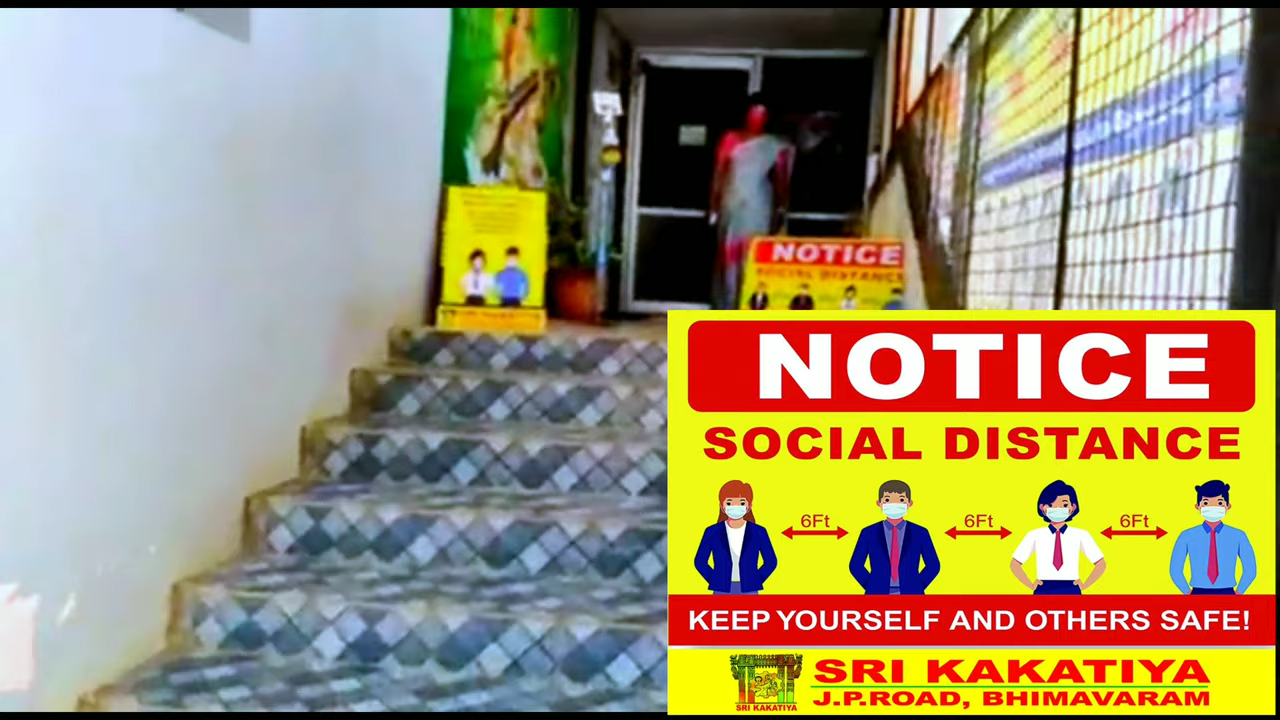 NOTICE
SOCIAL DISTANCE
NOTICE
SOCIAL DISTANCE
6Ft 6Ft 6Ft
KEEP YOURSELF AND OTHERS SAFE!
SRI KAKATIYA
J.P.ROAD, BHIMAVARAM
SRI KAKATIYA